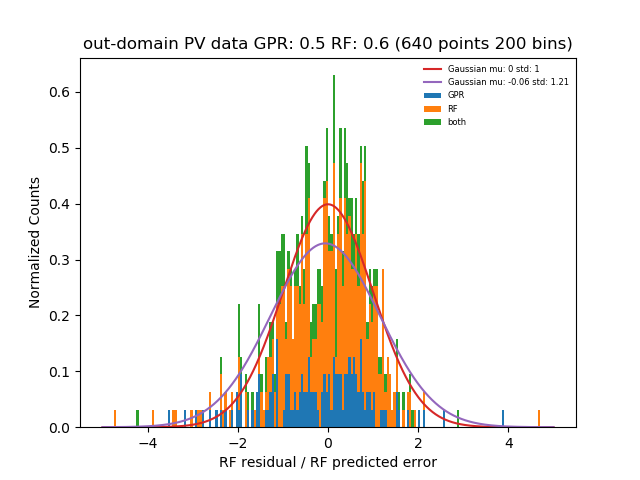 out-domain PV data GPR: 0.5 RF: 0.6 (640 points 200 bins)
Gaussian mu: 0 std: 1
Gaussian mu: -0.06 std: 1.21
GPR
RF
both
0.6
0.5
0.4
0.3
0.2
0.1
0.0
Normalized Counts
−4 −2 0 2 4
RF residual / RF predicted error